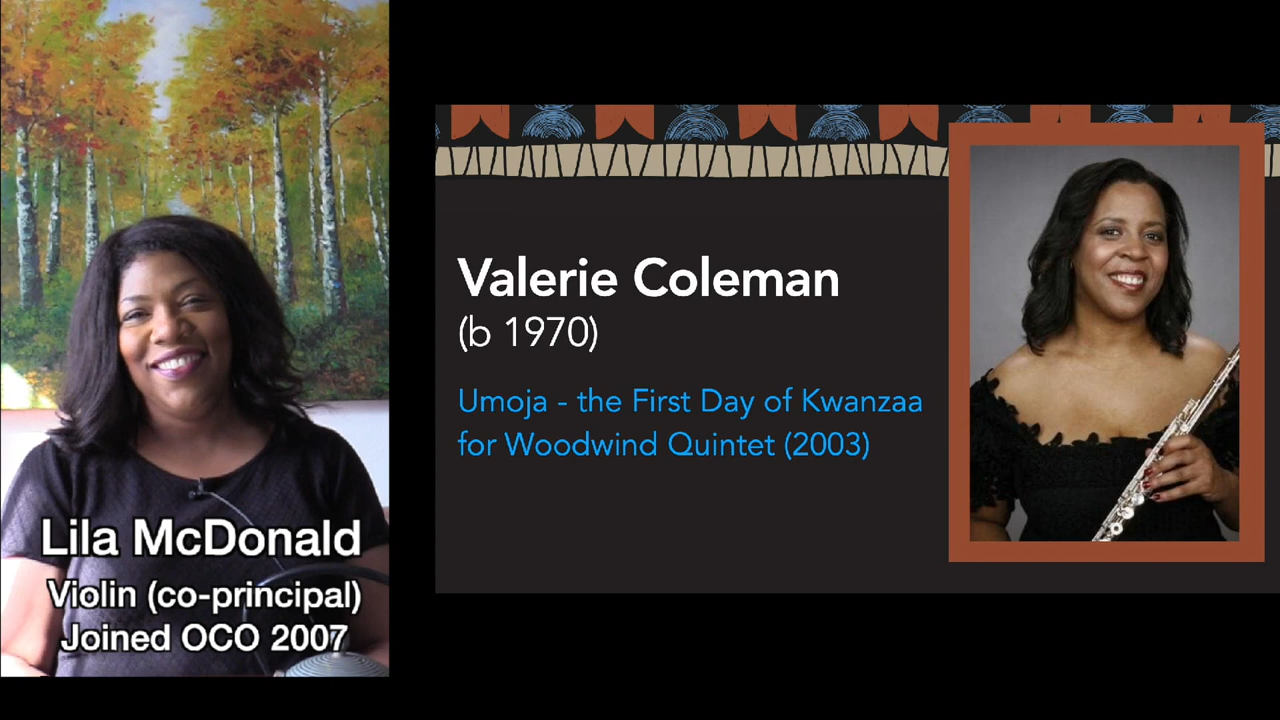 Lila McDonald
Violin (co-principal)
Joined OCO 2007
Valerie Coleman
(b 1970)
Umoja - the First Day of Kwanzaa
for Woodwind Quintet (2003)